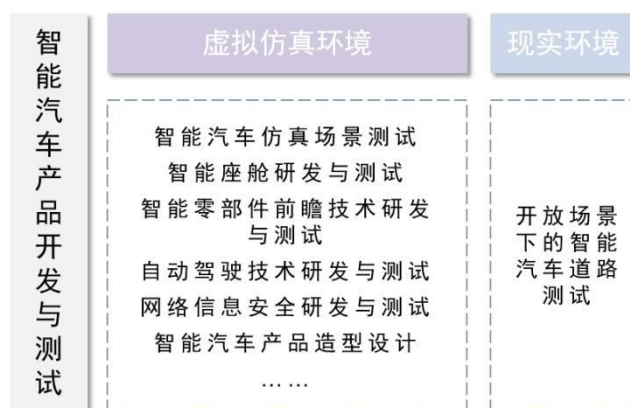 智能汽车产品开发与测试
虚拟仿真环境
智能汽车仿真场景测试
智能座舱研发与测试
智能零部件前瞻技术研发
与测试
自动驾驶技术研发与测试
网络信息安全研发与测试
智能汽车产品造型设计
……
现实环境
开放场景
下的智能
汽车道路
测试